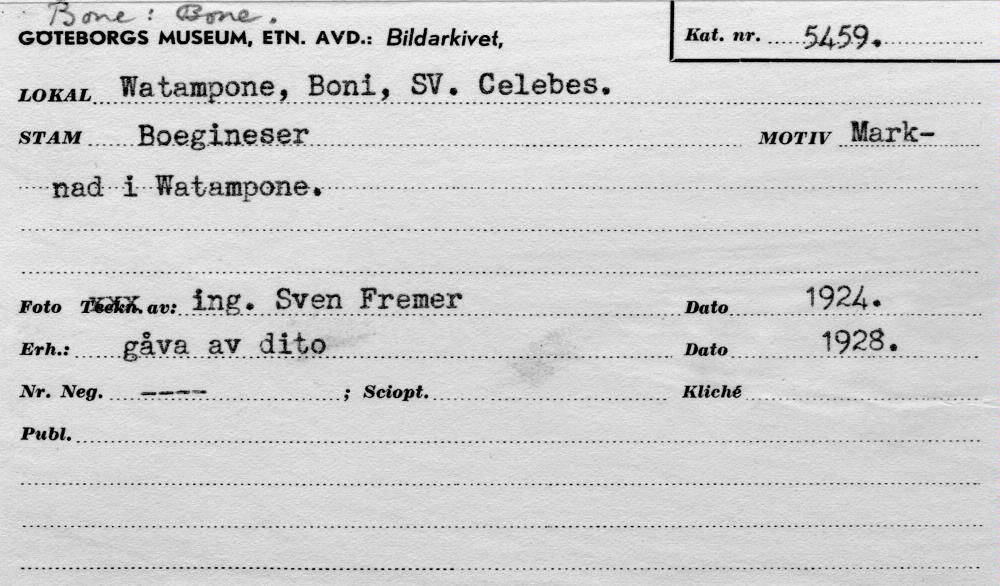 Bone : Bone.
GÖTEBORGS MUSEUM, ETN. AVD.: Bildarkivet,
Kat. nr. 5459.
LOKAL Watampone, Boni, SV. Celebes.
STAM Boegineser MOTIV Mark-
nad i Watampone.
Foto Teckn. av: ing. Sven Fremer Dato 1924.
Erh.: gåva av dito Dato 1928.
Nr. Neg. ---- ; Sciopt. Kliché
Publ.